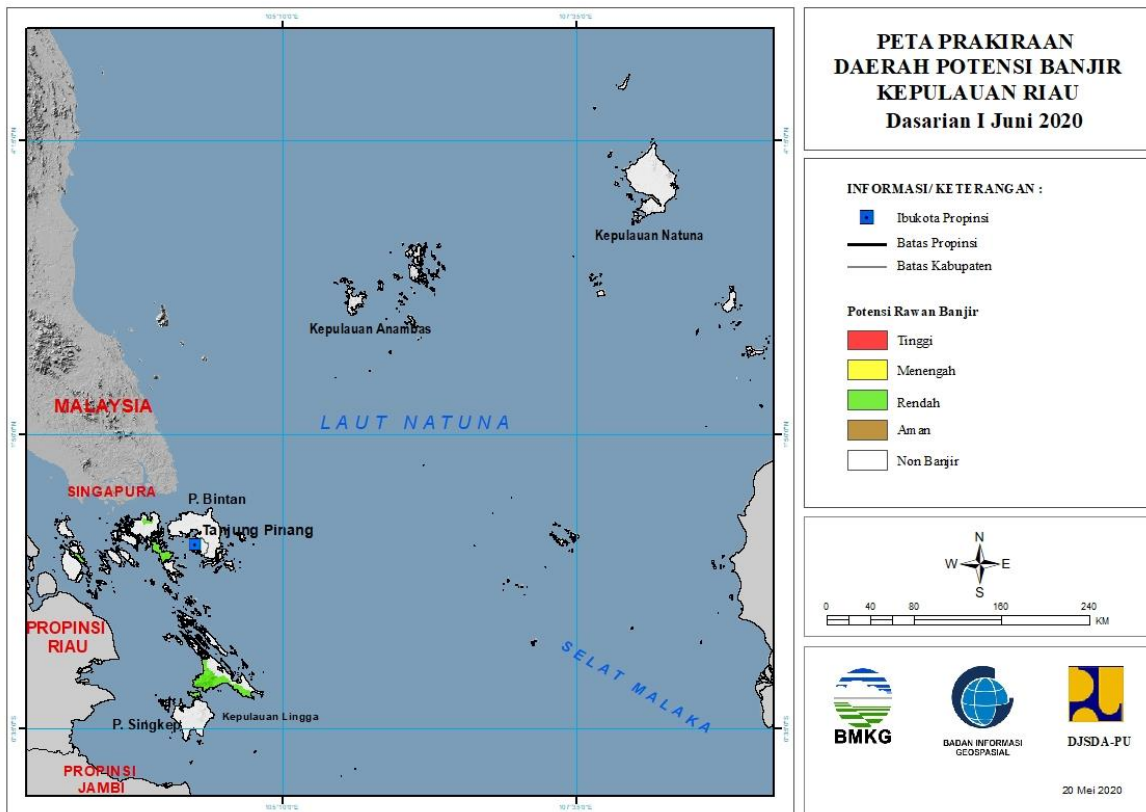 PETA PRAKIRAAN
DAERAH POTENSI BANJIR
KEPULAUAN RIAU
Dasarian I Juni 2020
INFORMASI/KETERANGAN :
Ibukota Propinsi
Batas Propinsi
Batas Kabupaten
Potensi Rawan Banjir
Tinggi
Menengah
Rendah
Aman
Non Banjir
N
W E
S
0 40 80 160 240
KM
BMKG
BADAN INFORMASI
GEOSPASIAL
DJSDA-PU
20 Mei 2020
Kepulauan Natuna
Kepulauan Anambas
MALAYSIA
LAUT NATUNA
SINGAPURA
P. Bintan
Tanjung Pinang
PROPINSI
RIAU
SELAT MALAKA
P. Singkep
Kepulauan Lingga
PROPINSI
JAMBI